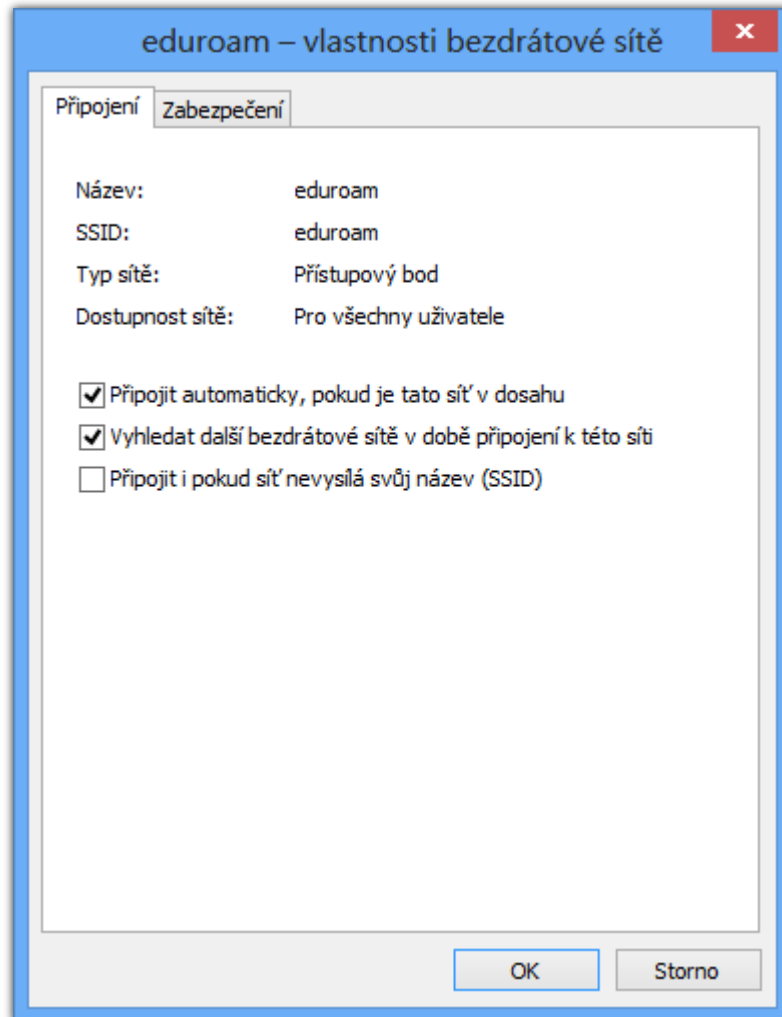 eduroam – vlastnosti bezdrátové sítě
Připojení Zabezpečení
Název: eduroam
SSID: eduroam
Typ sítě: Přístupový bod
Dostupnost sítě: Pro všechny uživatele
Připojit automaticky, pokud je tato síť v dosahu
Vyhledat další bezdrátové sítě v době připojení k této síti
Připojit i pokud síť nevysílá svůj název (SSID)
OK Storno